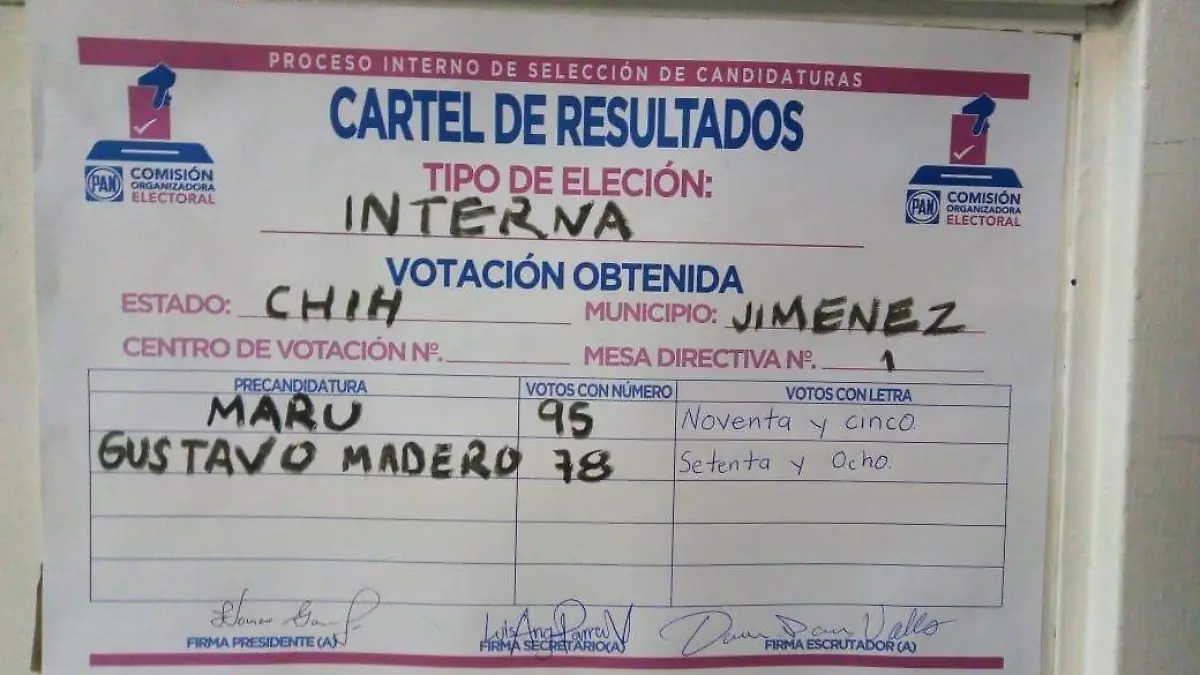 PROCESO INTERNO DE SELECCIÓN DE CANDIDATURAS
CARTEL DE RESULTADOS
PAN COMISIÓN ORGANIZADORA ELECTORAL
PAN COMISIÓN ORGANIZADORA ELECTORAL
TIPO DE ELECIÓN:
INTERNA
VOTACIÓN OBTENIDA
ESTADO: CHIH MUNICIPIO: JIMENEZ
CENTRO DE VOTACIÓN Nº. MESA DIRECTIVA Nº. 1
PRECANDIDATURA VOTOS CON NÚMERO VOTOS CON LETRA
MARU 95 Noventa y cinco.
GUSTAVO MADERO 78 Setenta y Ocho.
FIRMA PRESIDENTE (A) FIRMA SECRETARIO(A) FIRMA ESCRUTADOR (A)